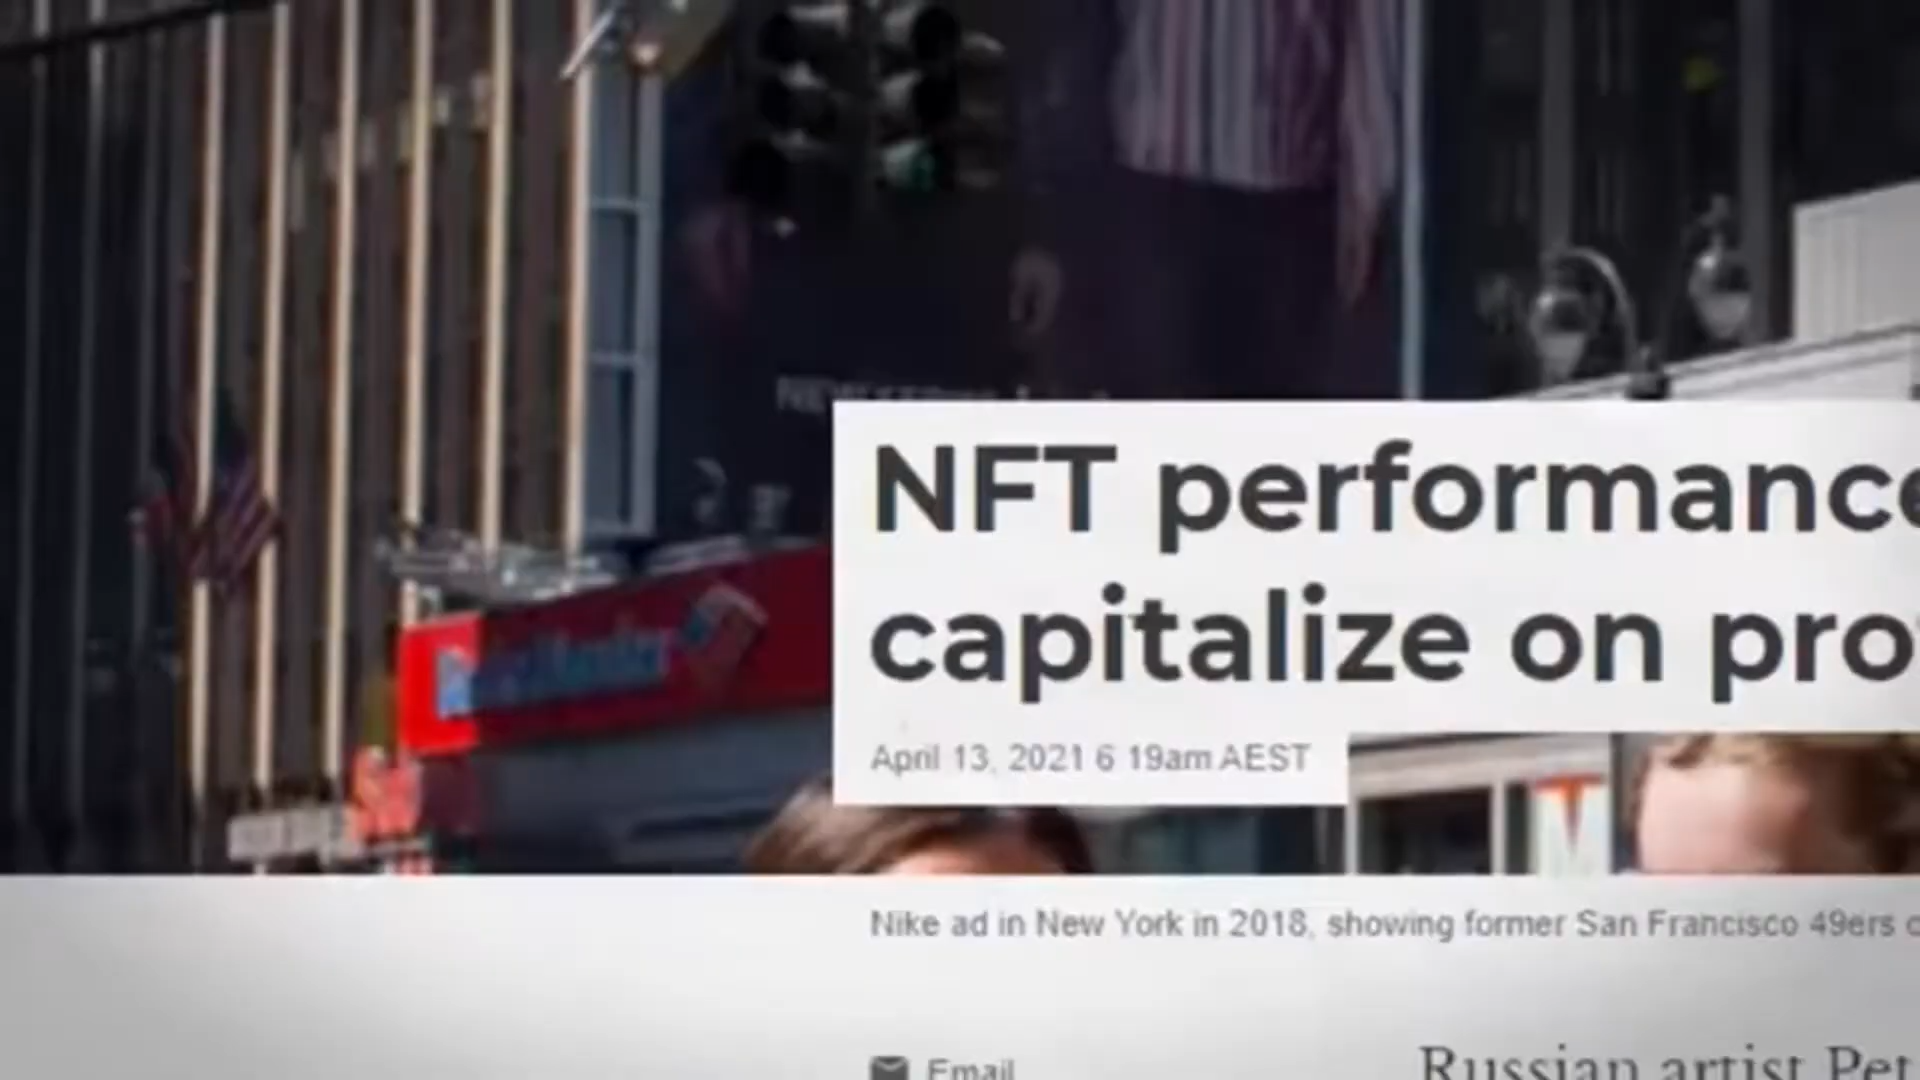 NFT performance
capitalize on pro
April 13, 2021 6 19am AEST
Nike ad in New York in 2018, showing former San Francisco 49ers
Email
Russian artist Pet